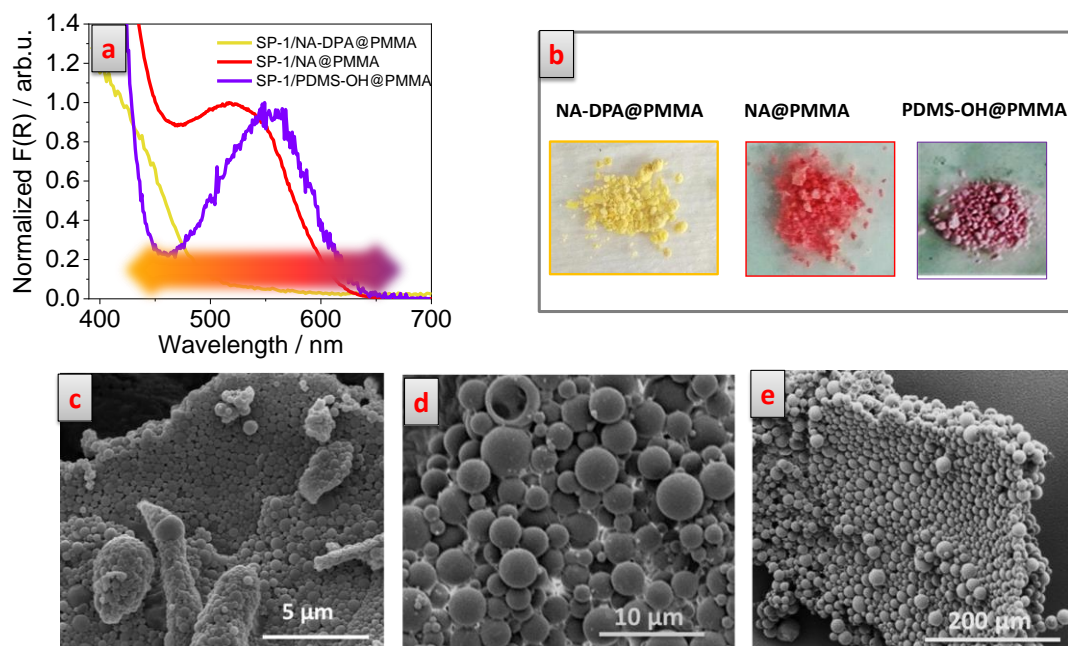 a
1.4
1.2
1.0
0.8
0.6
0.4
0.2
0.0
Normalized F(R) / arb.u.
SP-1/NA-DPA@PMMA
SP-1/NA@PMMA
SP-1/PDMS-OH@PMMA
400 500 600 700
Wavelength / nm
b
NA-DPA@PMMA NA@PMMA PDMS-OH@PMMA
c
5 µm
d
10 µm
e
200 µm